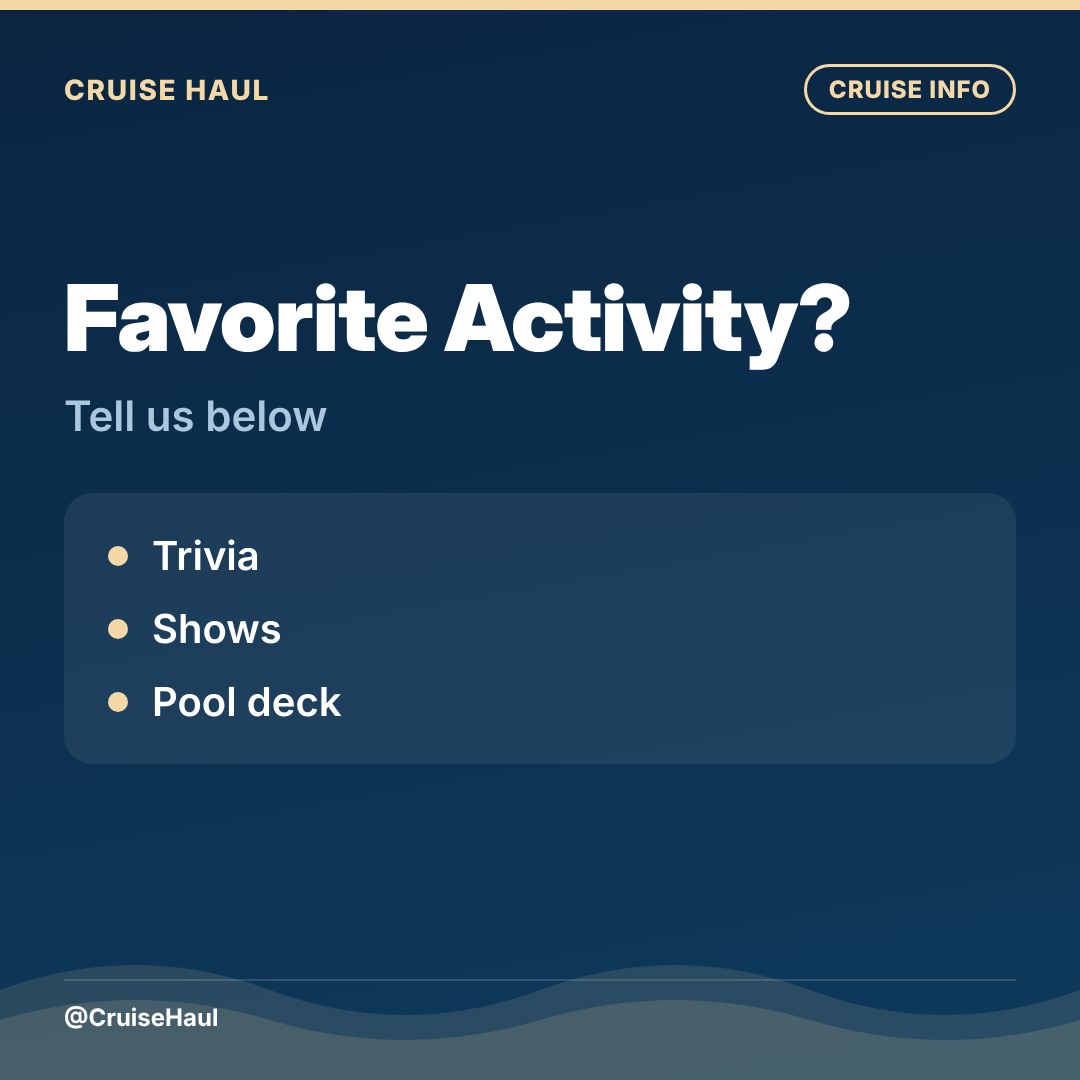 CRUISE HAUL
CRUISE INFO
Favorite Activity?
Tell us below
Trivia
Shows
Pool deck
@CruiseHaul